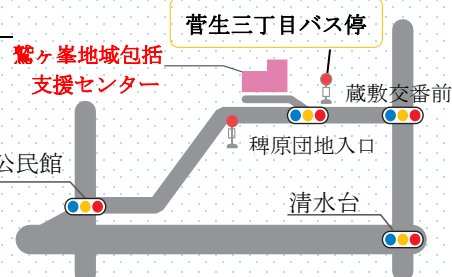 菅生三丁目バス停
鷲ヶ峯地域包括
支援センター
蔵敷交番前
稗原団地入口
公民館
清水台